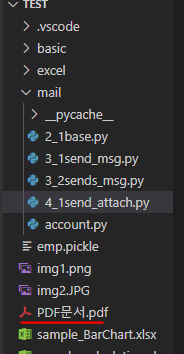 TEST
.vscode
basic
excel
mail
__pycache__
2_1base.py
3_1send_msg.py
3_2sends_msg.py
4_1send_attach.py
account.py
emp.pickle
img1.png
img2.JPG
PDF문서.pdf
sample_BarChart.xlsx